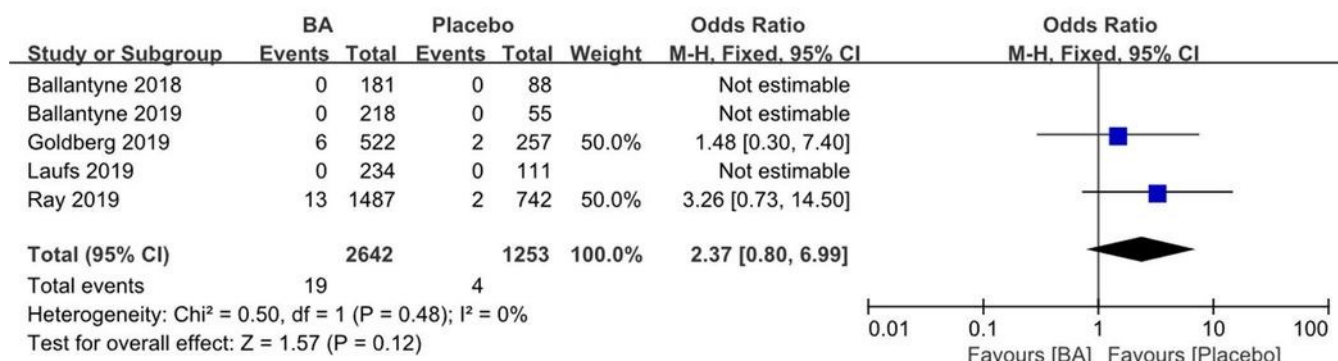 BA Placebo Odds Ratio Odds Ratio
Study or Subgroup Events Total Events Total Weight M-H, Fixed, 95% CI M-H, Fixed, 95% CI
Ballantyne 2018 0 181 0 88 Not estimable
Ballantyne 2019 0 218 0 55 Not estimable
Goldberg 2019 6 522 2 257 50.0% 1.48 [0.30, 7.40]
Laufs 2019 0 234 0 111 Not estimable
Ray 2019 13 1487 2 742 50.0% 3.26 [0.73, 14.50]
Total (95% CI) 2642 1253 100.0% 2.37 [0.80, 6.99]
Total events 19 4
Heterogeneity: Chi² = 0.50, df = 1 (P = 0.48); I² = 0%
Test for overall effect: Z = 1.57 (P = 0.12)
0.01 0.1 1 10 100
Favours [BA] Favours [Placebo]